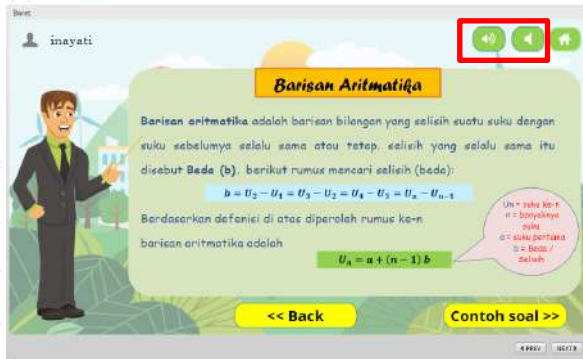 Baret
inayati
Barisan Aritmatika
Barisan aritmatika adalah barisan bilangan yang selisih suatu suku dengan
suku sebelumya selalu sama atau tetap. selisih yang selalu sama itu
disebut Beda (b). berikut rumus mencari selisih (beda):
b = U₂ − U₁ = U₃ − U₂ = U₄ − U₃ = Uₙ − Uₙ₋₁
Berdasarkan defenisi di atas diperoleh rumus ke-n
barisan aritmatika adalah
Uₙ = a + (n − 1) b
Un = suku ke-n
n = banyaknya
suku
a = suku pertama
b = Beda /
Selisih
<< Back
Contoh soal >>
PREV
NEXT